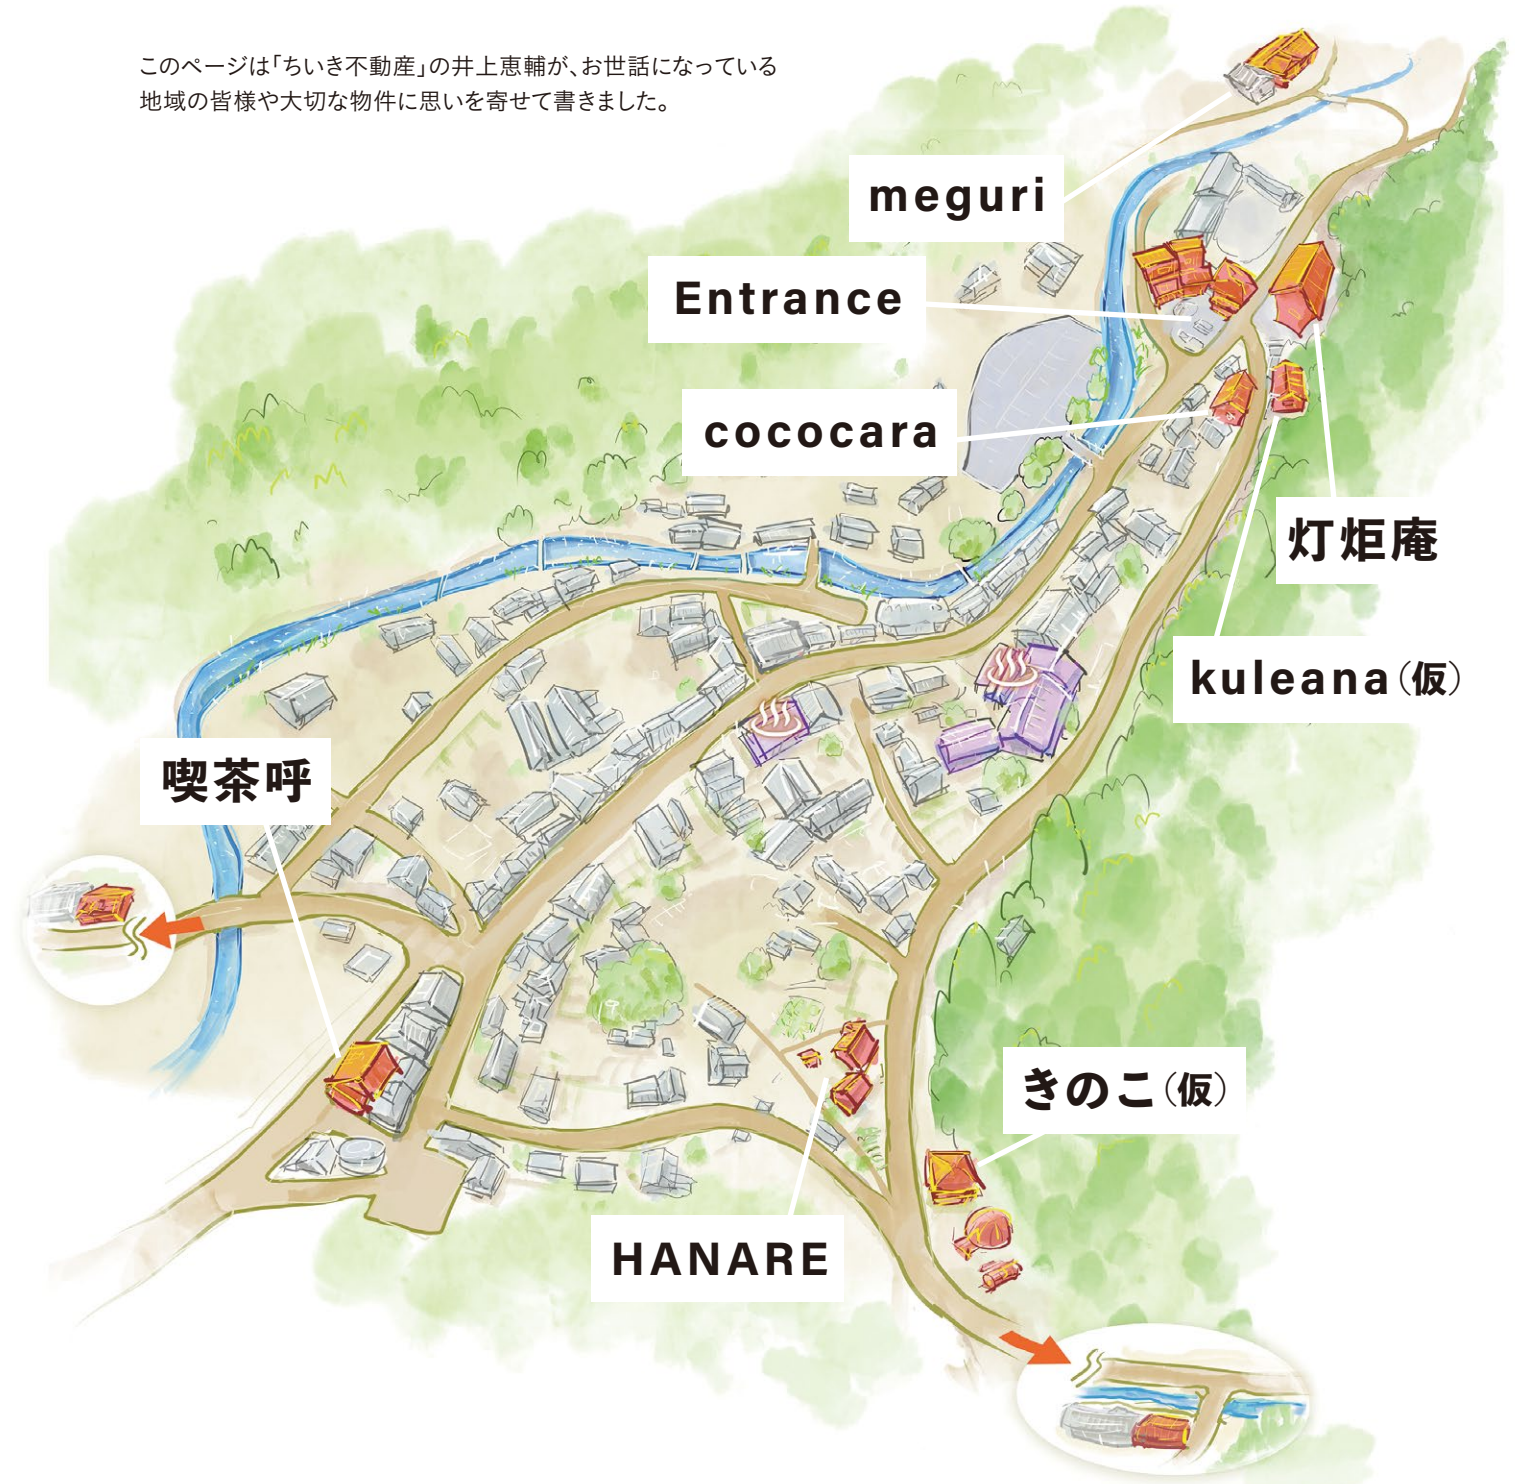 このページは「ちいき不動産」の井上恵輔が、お世話になっている
地域の皆様や大切な物件に思いを寄せて書きました。
meguri
Entrance
cococara
灯炬庵
kuleana（仮）
喫茶呼
きのこ（仮）
HANARE